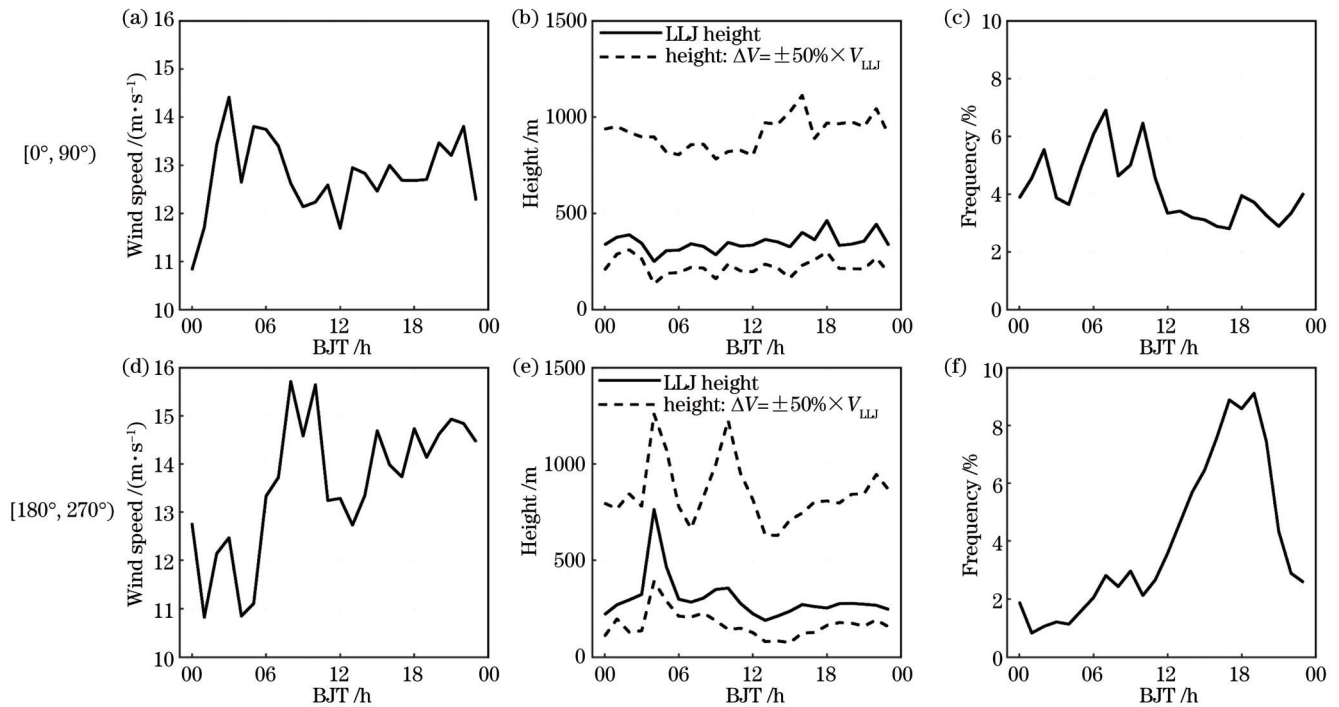 (a)
16
15
14
13
12
11
10
Wind speed /(m·s⁻¹)
00 06 12 18 00
BJT /h
(b)
1500
1000
500
0
Height /m
LLJ height
height: ΔV=±50%×V_LLJ
00 06 12 18 00
BJT /h
(c)
10
8
6
4
2
0
Frequency /%
00 06 12 18 00
BJT /h
[0°, 90°)
(d)
16
15
14
13
12
11
10
Wind speed /(m·s⁻¹)
00 06 12 18 00
BJT /h
(e)
1500
1000
500
0
Height /m
LLJ height
height: ΔV=±50%×V_LLJ
00 06 12 18 00
BJT /h
(f)
10
8
6
4
2
0
Frequency /%
00 06 12 18 00
BJT /h
[180°, 270°)